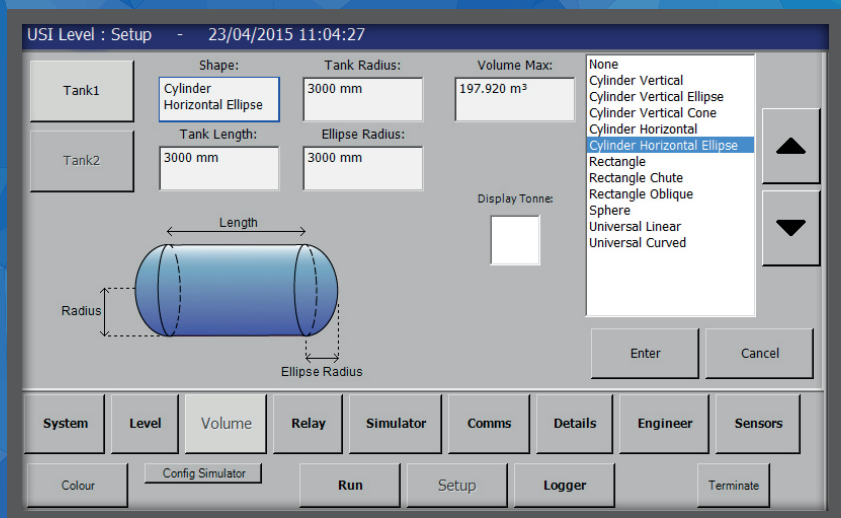 USI Level : Setup - 23/04/2015 11:04:27
Tank1
Shape:
Cylinder
Horizontal Ellipse
Tank Radius:
3000 mm
Volume Max:
197.920 m³
Tank2
Tank Length:
3000 mm
Ellipse Radius:
3000 mm
Display Tonne:
None
Cylinder Vertical
Cylinder Vertical Ellipse
Cylinder Vertical Cone
Cylinder Horizontal
Cylinder Horizontal Ellipse
Rectangle
Rectangle Chute
Rectangle Oblique
Sphere
Universal Linear
Universal Curved
Length
Radius
Ellipse Radius
Enter
Cancel
System
Level
Volume
Relay
Simulator
Comms
Details
Engineer
Sensors
Colour
Config Simulator
Run
Setup
Logger
Terminate